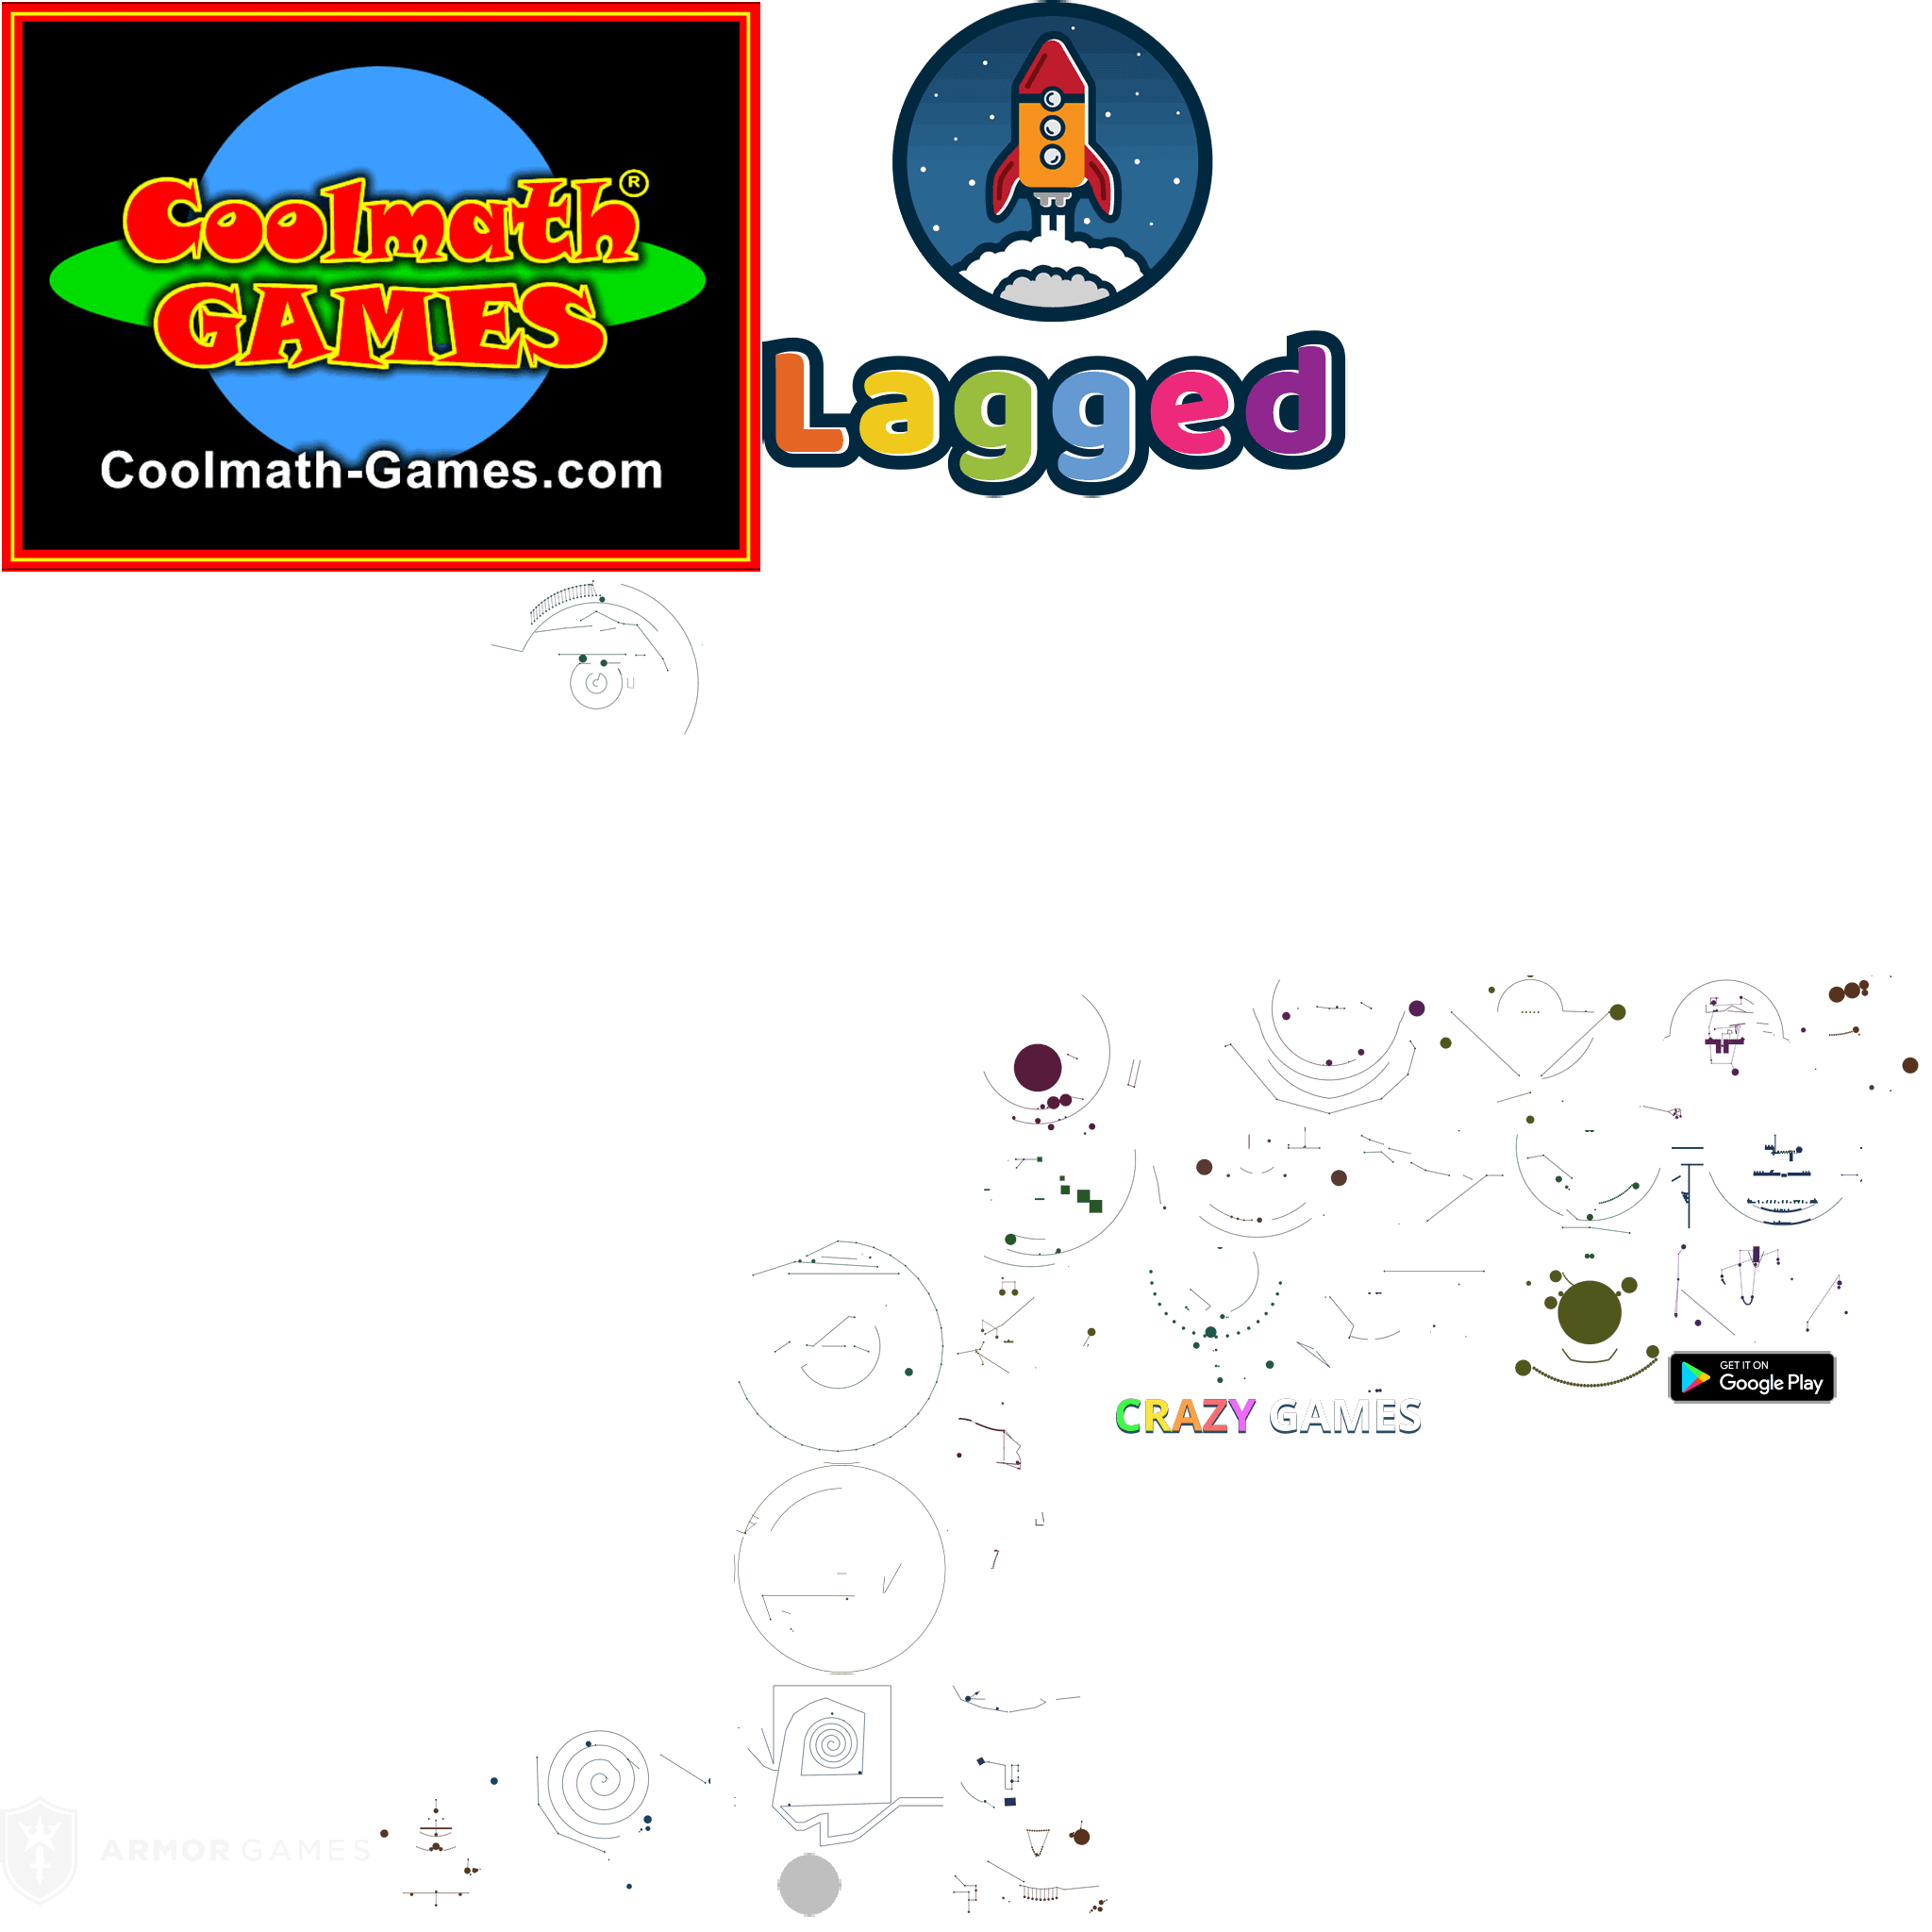 Coolmath®
GAMES
Coolmath-Games.com
Lagged
GET IT ON
Google Play
CRAZY GAMES
ARMOR GAMES